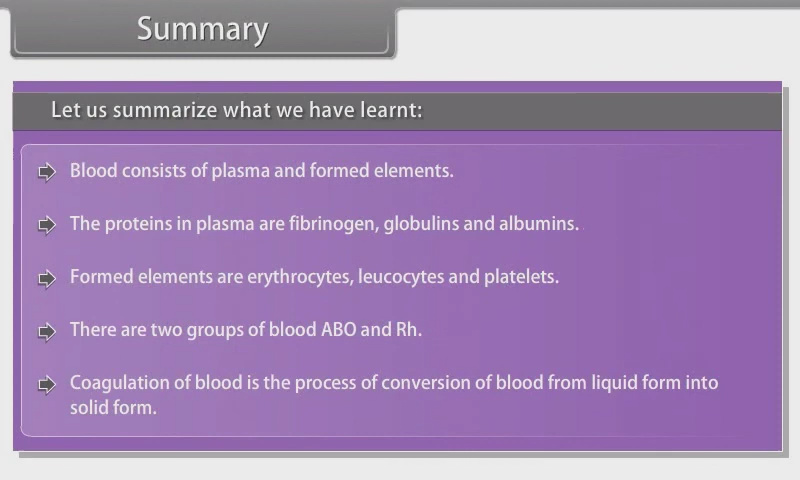 Summary
Let us summarize what we have learnt:
Blood consists of plasma and formed elements.
The proteins in plasma are fibrinogen, globulins and albumins.
Formed elements are erythrocytes, leucocytes and platelets.
There are two groups of blood ABO and Rh.
Coagulation of blood is the process of conversion of blood from liquid form into
solid form.